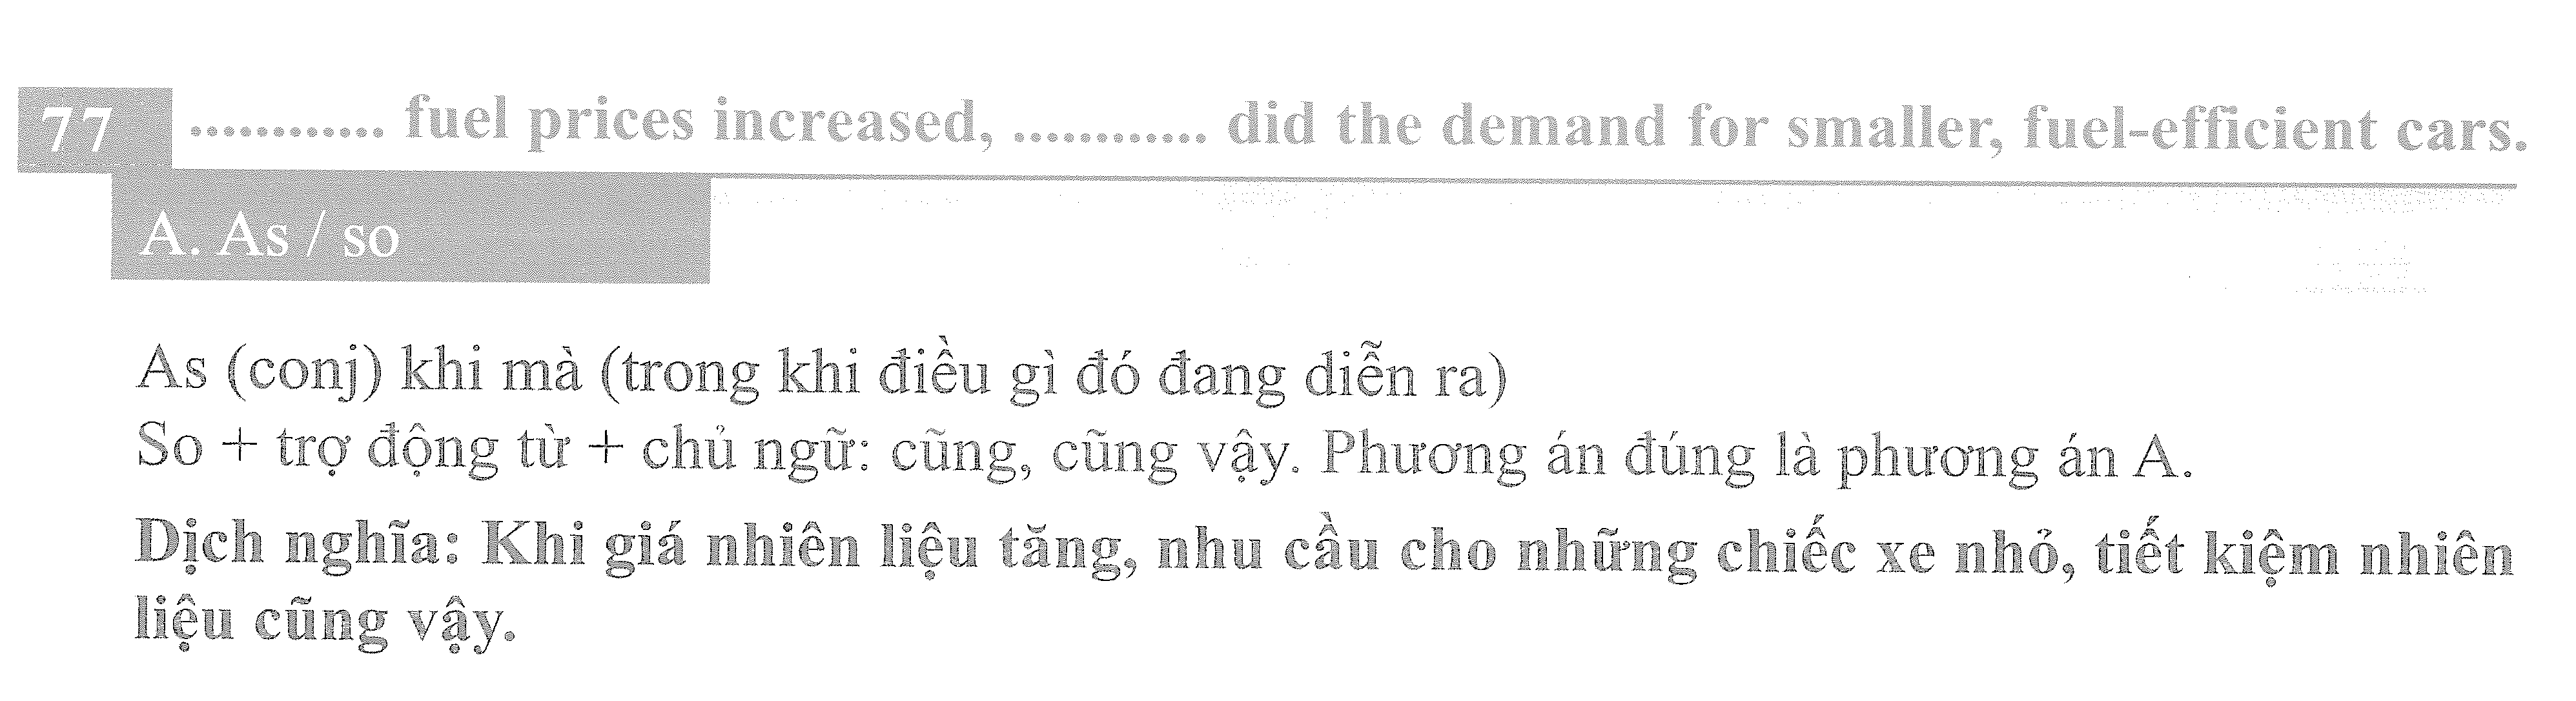 77 ............ fuel prices increased, ............ did the demand for smaller, fuel-efficient cars.
A. As / so
As (conj) khi mà (trong khi điều gì đó đang diễn ra)
So + trợ động từ + chủ ngữ: cũng, cũng vậy. Phương án đúng là phương án A.
Dịch nghĩa: Khi giá nhiên liệu tăng, nhu cầu cho những chiếc xe nhỏ, tiết kiệm nhiên
liệu cũng vậy.